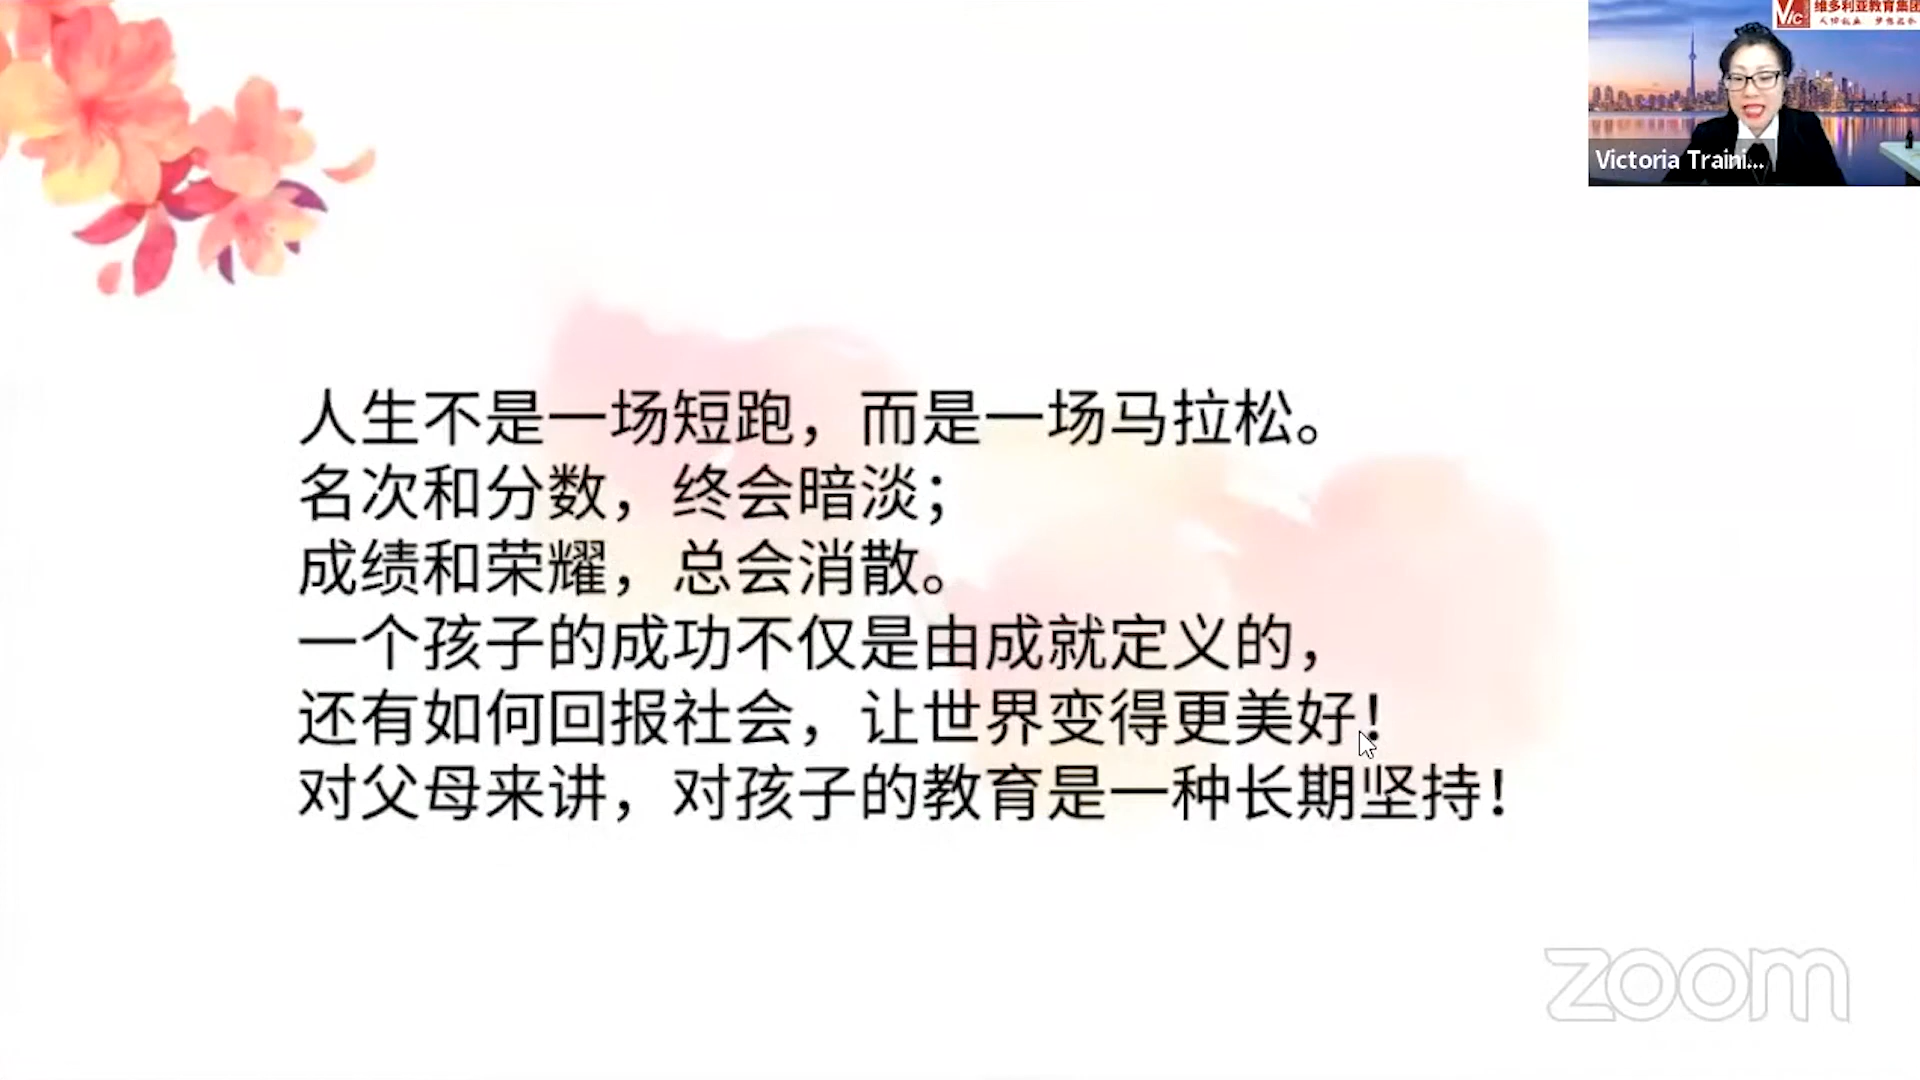 维多利亚教育集团
Victoria Traini...
人生不是一场短跑，而是一场马拉松。
名次和分数，终会暗淡；
成绩和荣耀，总会消散。
一个孩子的成功不仅是由成就定义的，
还有如何回报社会，让世界变得更美好！
对父母来讲，对孩子的教育是一种长期坚持！
zoom